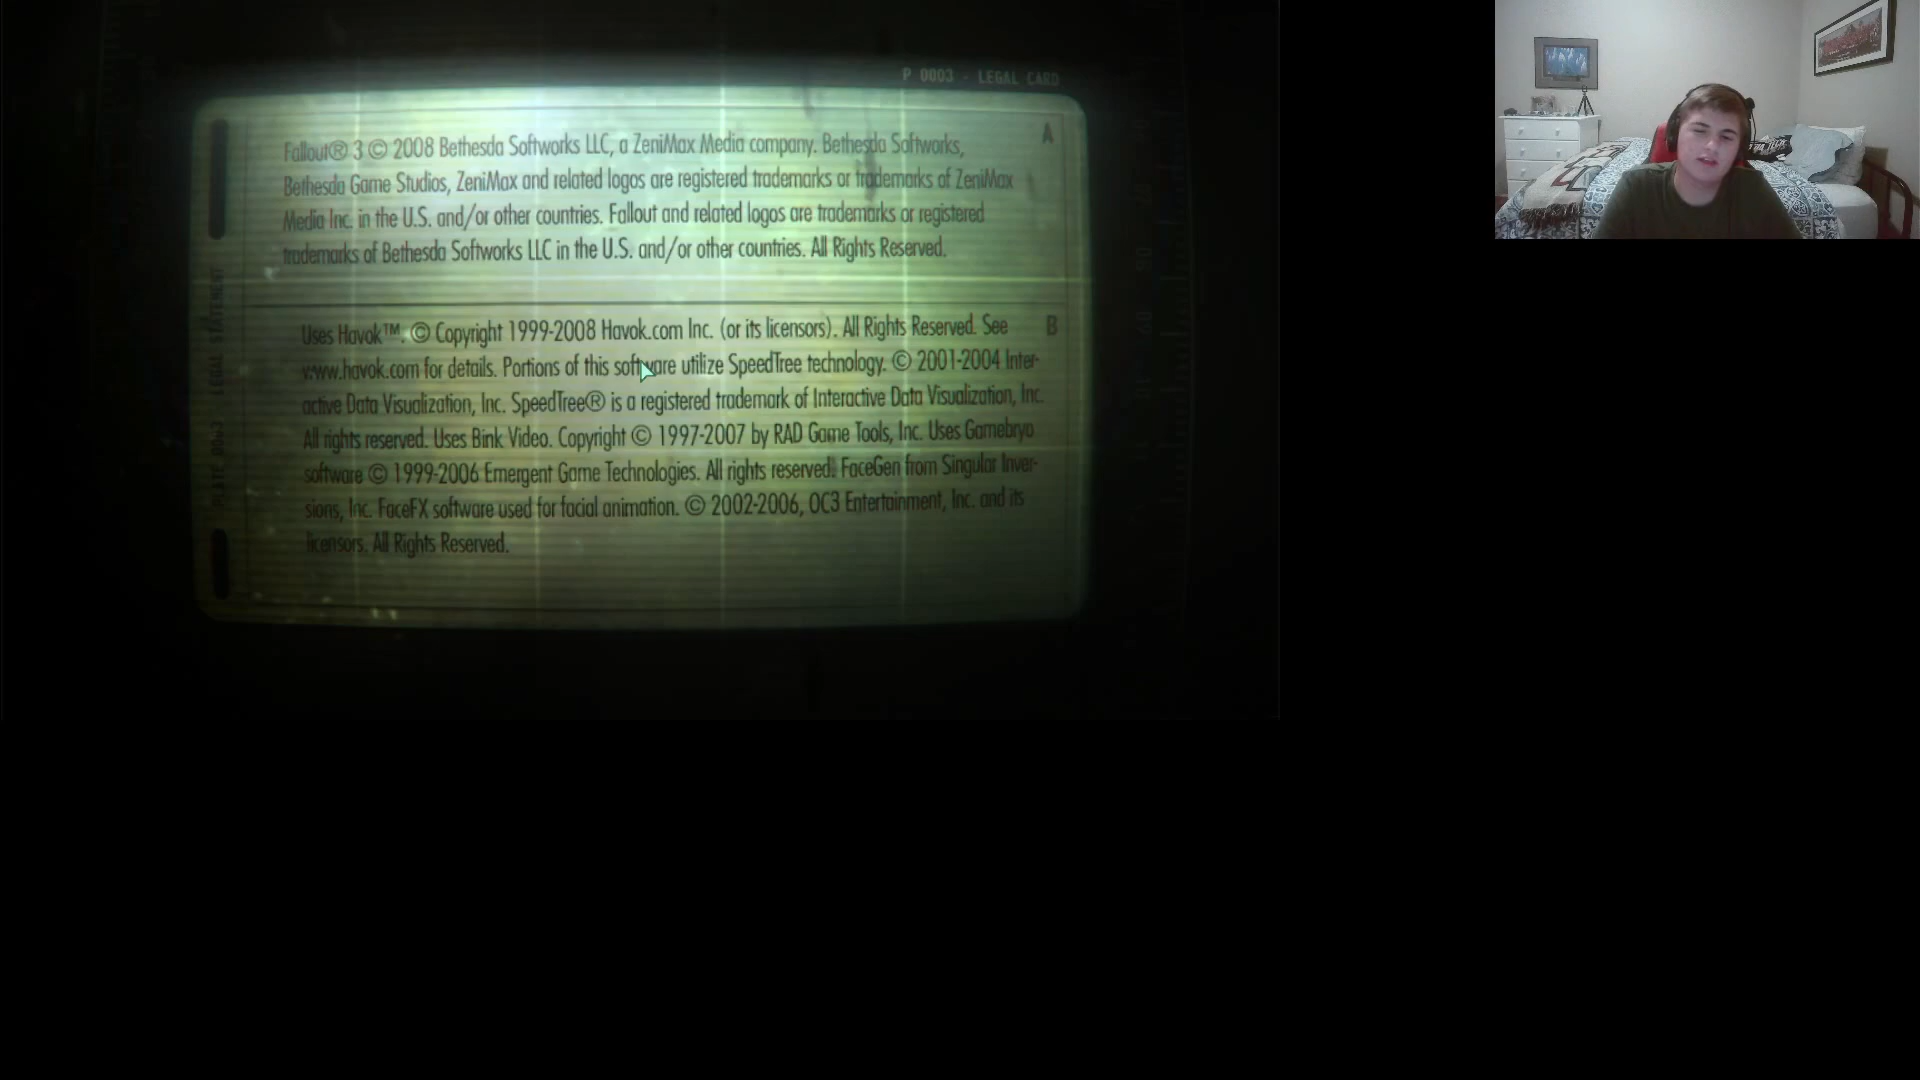 P 0003 - LEGAL CARD
A
Fallout® 3 © 2008 Bethesda Softworks LLC, a ZeniMax Media company. Bethesda Softworks,
Bethesda Game Studios, ZeniMax and related logos are registered trademarks or trademarks of ZeniMax
Media Inc. in the U.S. and/or other countries. Fallout and related logos are trademarks or registered
trademarks of Bethesda Softworks LLC in the U.S. and/or other countries. All Rights Reserved.
B
Uses Havok™. © Copyright 1999-2008 Havok.com Inc. (or its licensors). All Rights Reserved. See
www.havok.com for details. Portions of this software utilize SpeedTree technology. © 2001-2004 Inter-
active Data Visualization, Inc. SpeedTree® is a registered trademark of Interactive Data Visualization, Inc.
All rights reserved. Uses Bink Video. Copyright © 1997-2007 by RAD Game Tools, Inc. Uses Gamebryo
software © 1999-2006 Emergent Game Technologies. All rights reserved. FaceGen from Singular Inver-
sions, Inc. FaceFX software used for facial animation. © 2002-2006, OC3 Entertainment, Inc. and its
licensors. All Rights Reserved.
PLATE 0003 LEGAL STATEMENT